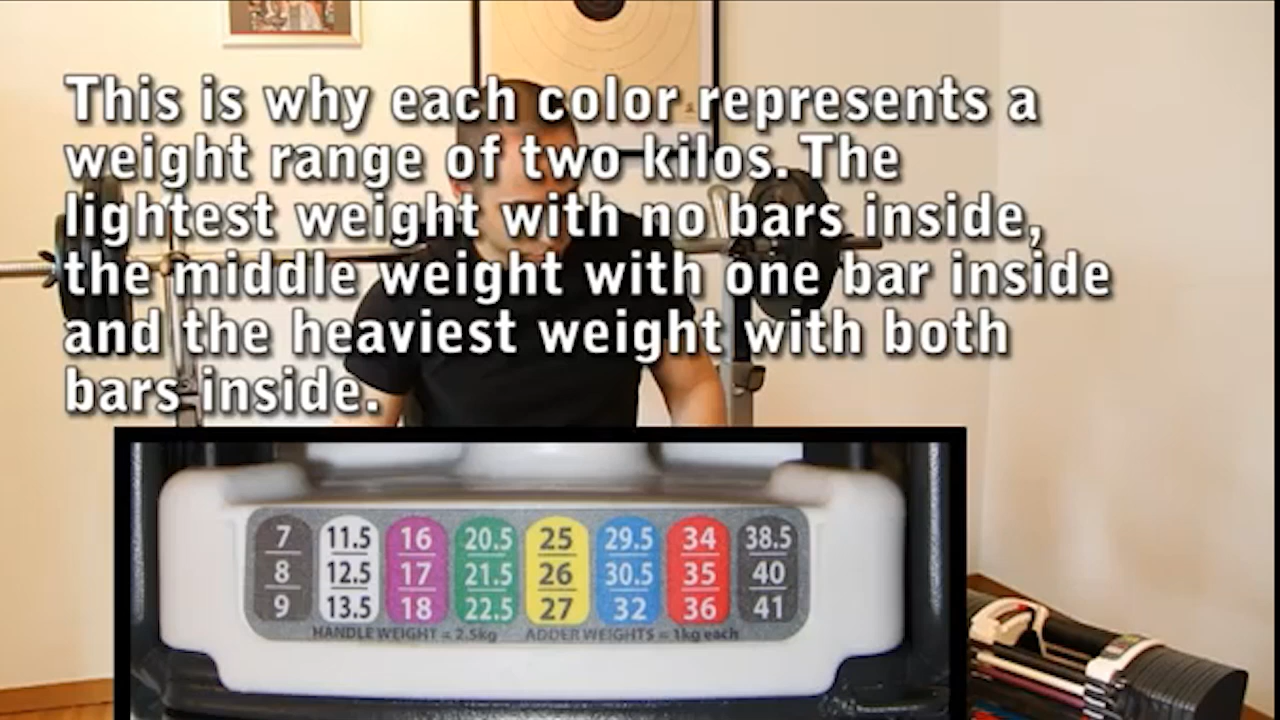 This is why each color represents a
weight range of two kilos. The
lightest weight with no bars inside,
the middle weight with one bar inside
and the heaviest weight with both
bars inside.
7 11.5 16 20.5 25 29.5 34 38.5
8 12.5 17 21.5 26 30.5 35 40
9 13.5 18 22.5 27 32 36 41
HANDLE WEIGHT = 2.5kg ADDER WEIGHTS = 1kg each